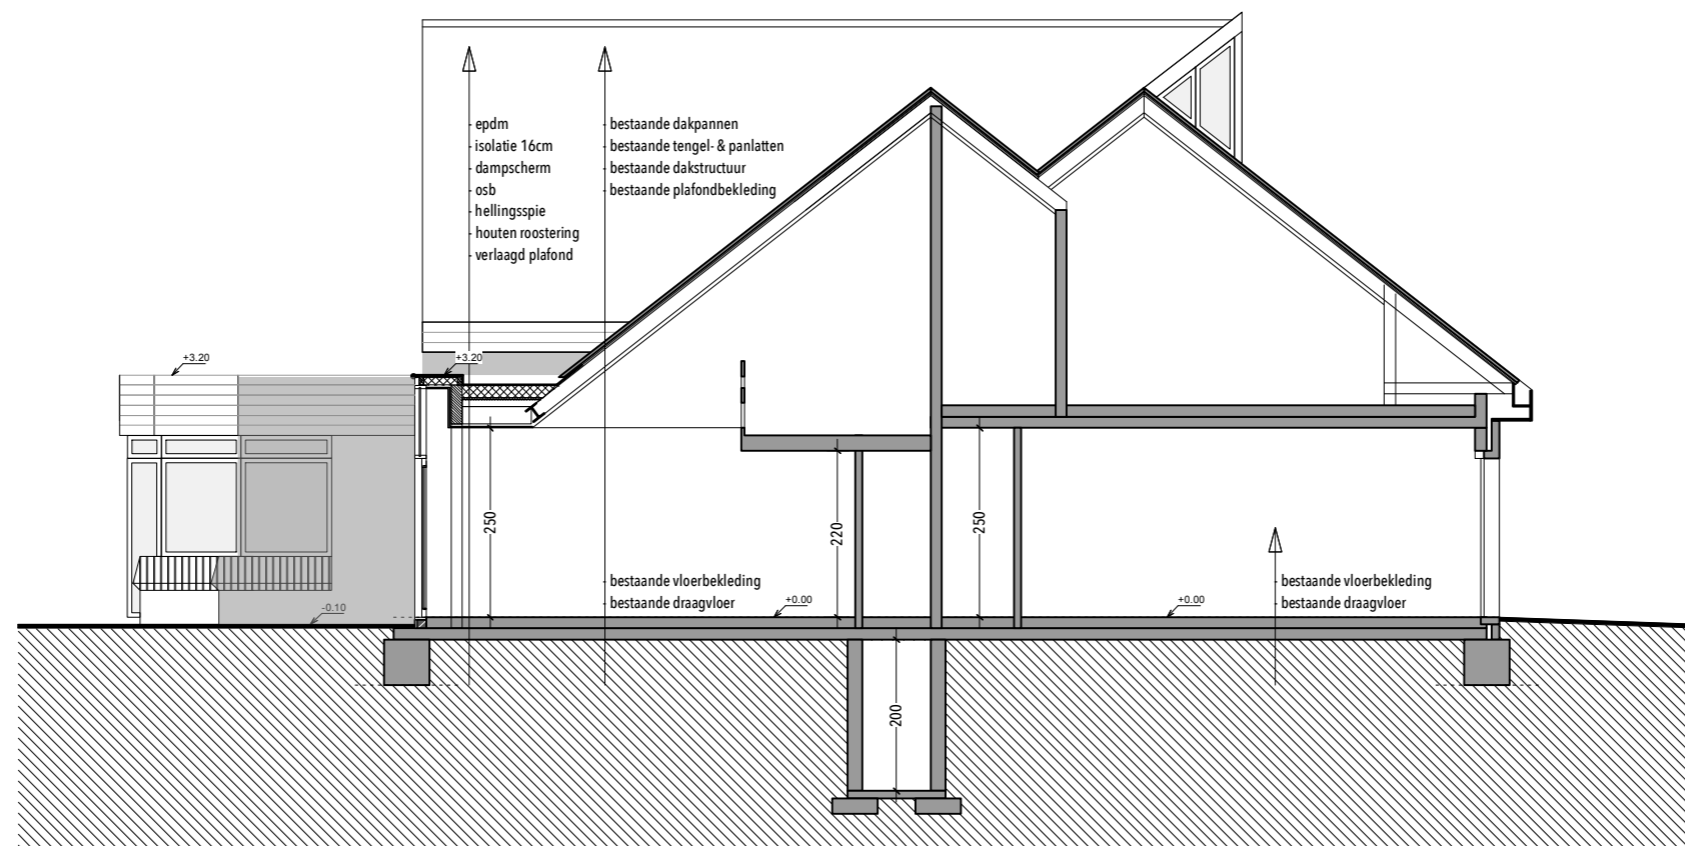 epdm
isolatie 16cm
dampscherm
osb
hellingsspie
houten roostering
verlaagd plafond
bestaande dakpannen
bestaande tengel- & panlatten
bestaande dakstructuur
bestaande plafondbekleding
+3.20
+3.20
250
220
250
bestaande vloerbekleding
bestaande draagvloer
+0.00
+0.00
bestaande vloerbekleding
bestaande draagvloer
-0.10
200